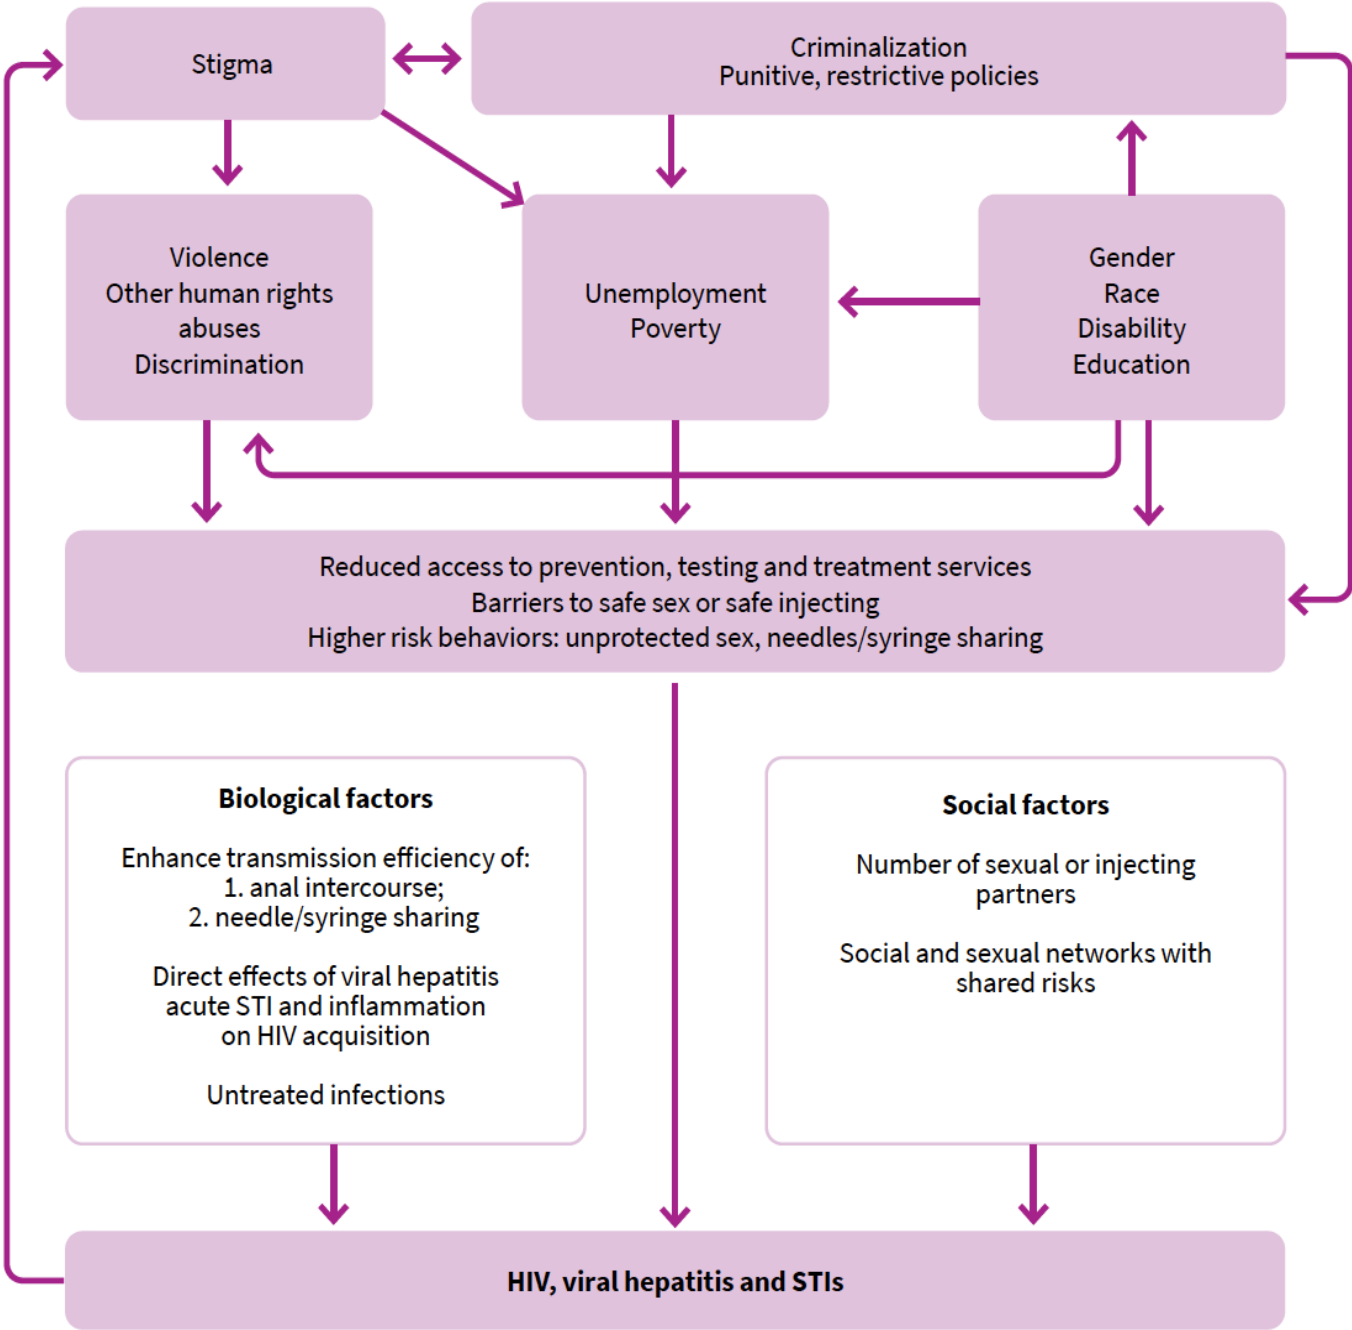 Stigma
Criminalization
Punitive, restrictive policies
Violence
Other human rights
abuses
Discrimination
Unemployment
Poverty
Gender
Race
Disability
Education
Reduced access to prevention, testing and treatment services
Barriers to safe sex or safe injecting
Higher risk behaviors: unprotected sex, needles/syringe sharing
Biological factors
Enhance transmission efficiency of:
1. anal intercourse;
2. needle/syringe sharing
Direct effects of viral hepatitis
acute STI and inflammation
on HIV acquisition
Untreated infections
Social factors
Number of sexual or injecting
partners
Social and sexual networks with
shared risks
HIV, viral hepatitis and STIs